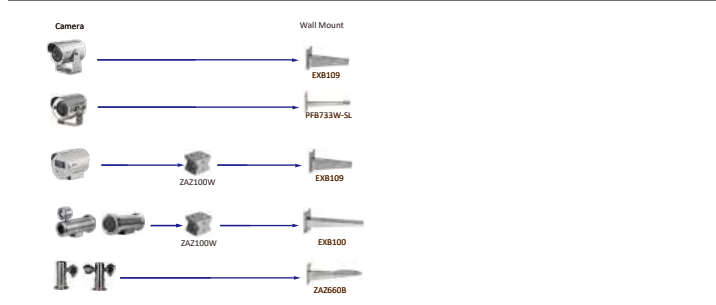 Camera
Wall Mount
EXB109
PFB733W-SL
ZAZ100W
EXB109
ZAZ100W
EXB100
ZAZ660B